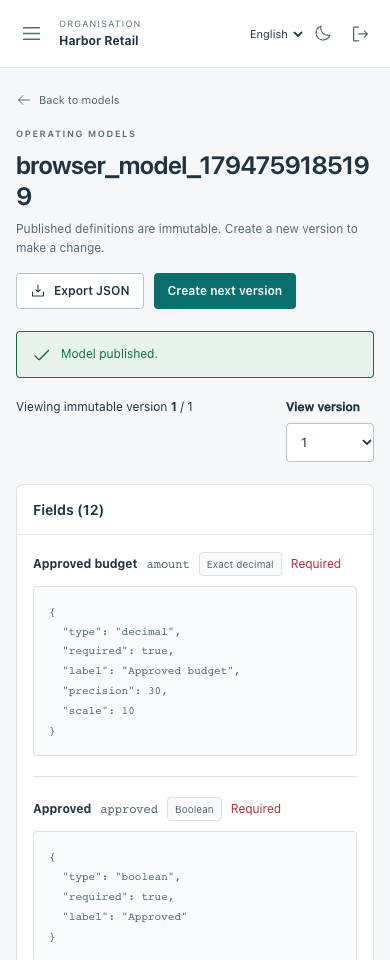 ORGANISATION
Harbor Retail
English
Back to models
OPERATING MODELS
browser_model_179475918519
9
Published definitions are immutable. Create a new version to
make a change.
Export JSON
Create next version
Model published.
Viewing immutable version 1 / 1
View version
1
Fields (12)
Approved budget amount Exact decimal Required
{
"type": "decimal",
"required": true,
"label": "Approved budget",
"precision": 30,
"scale": 10
}
Approved approved Boolean Required
{
"type": "boolean",
"required": true,
"label": "Approved"
}